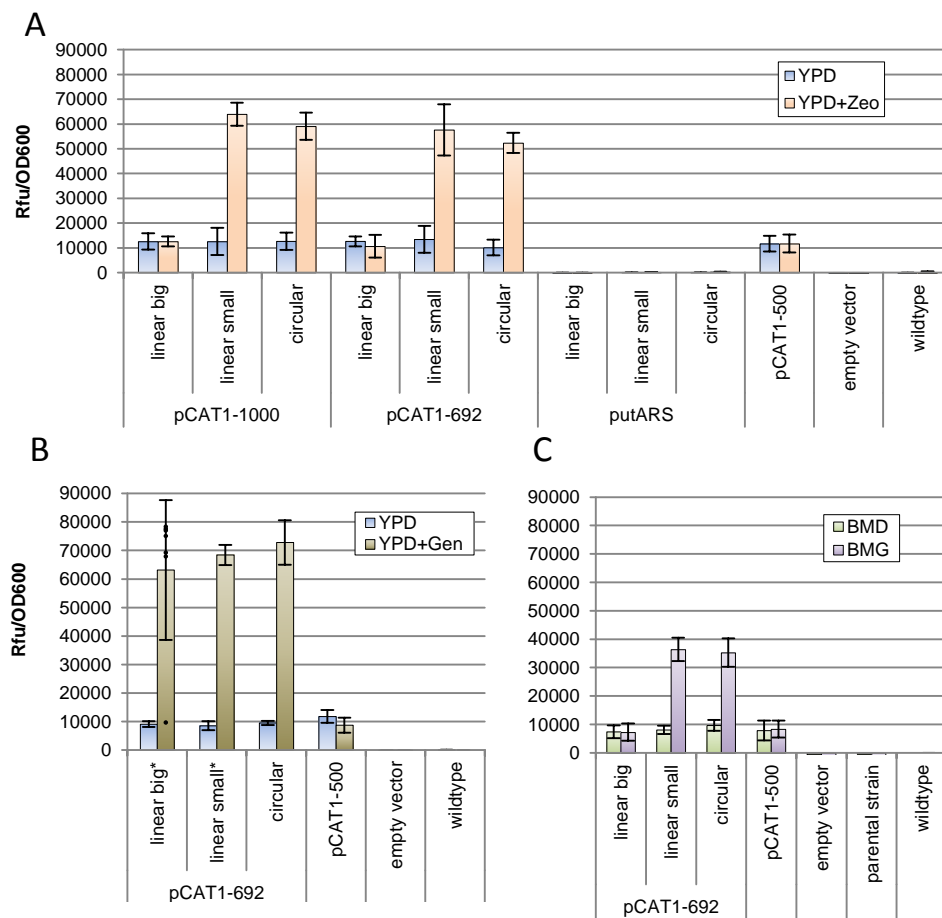 A
90000
80000
70000
60000
50000
40000
30000
20000
10000
0
Rfu/OD600
YPD
YPD+Zeo
linear big
linear small
circular
linear big
linear small
circular
linear big
linear small
circular
pCAT1-500
empty vector
wildtype
pCAT1-1000
pCAT1-692
putARS
B
90000
80000
70000
60000
50000
40000
30000
20000
10000
0
Rfu/OD600
YPD
YPD+Gen
linear big*
linear small*
circular
pCAT1-500
empty vector
wildtype
pCAT1-692
C
90000
80000
70000
60000
50000
40000
30000
20000
10000
0
BMD
BMG
linear big
linear small
circular
pCAT1-500
empty vector
parental strain
wildtype
pCAT1-692